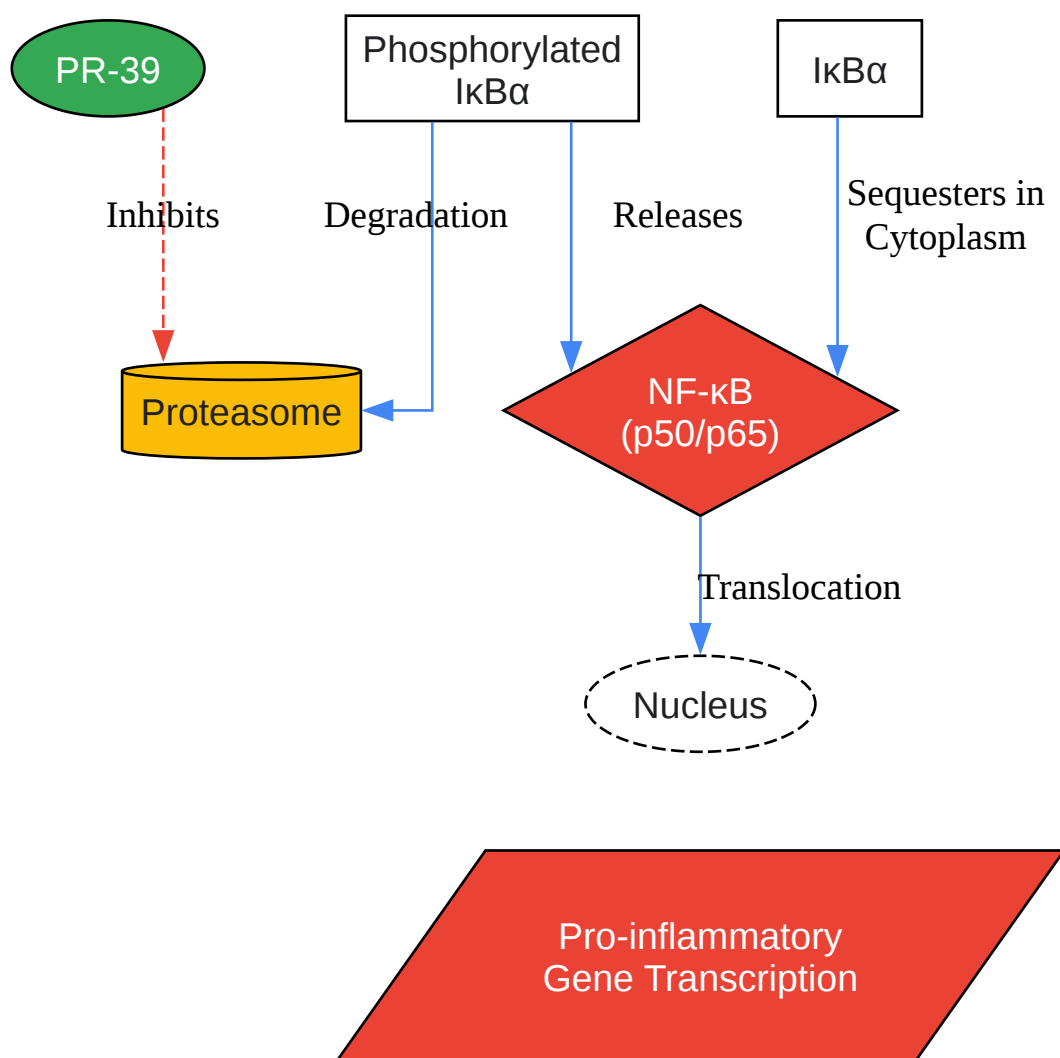 PR-39
Phosphorylated
IκBα
IκBα
Inhibits
Degradation
Releases
Sequesters in
Cytoplasm
Proteasome
NF-κB
(p50/p65)
Translocation
Nucleus
Pro-inflammatory
Gene Transcription